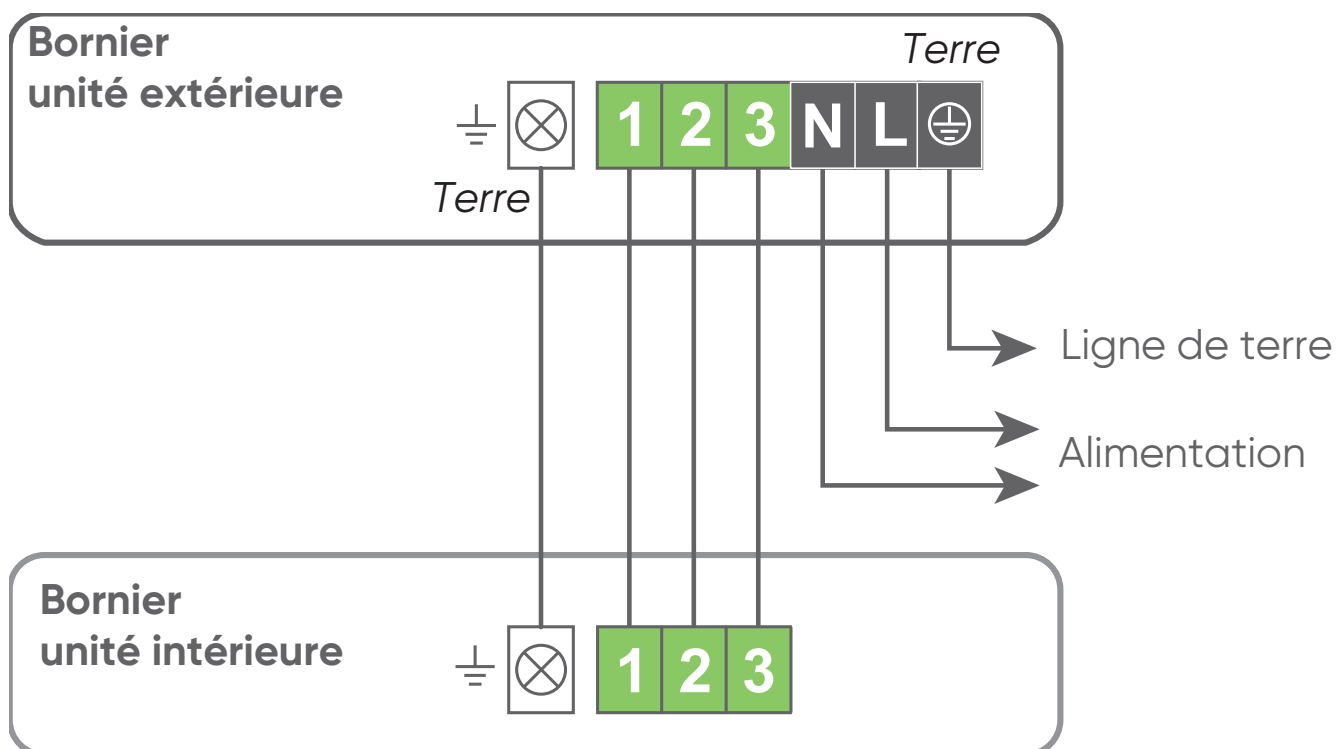 Bornier
unité extérieure
Terre
1 2 3 N L
Terre
Ligne de terre
Alimentation
Bornier
unité intérieure
1 2 3